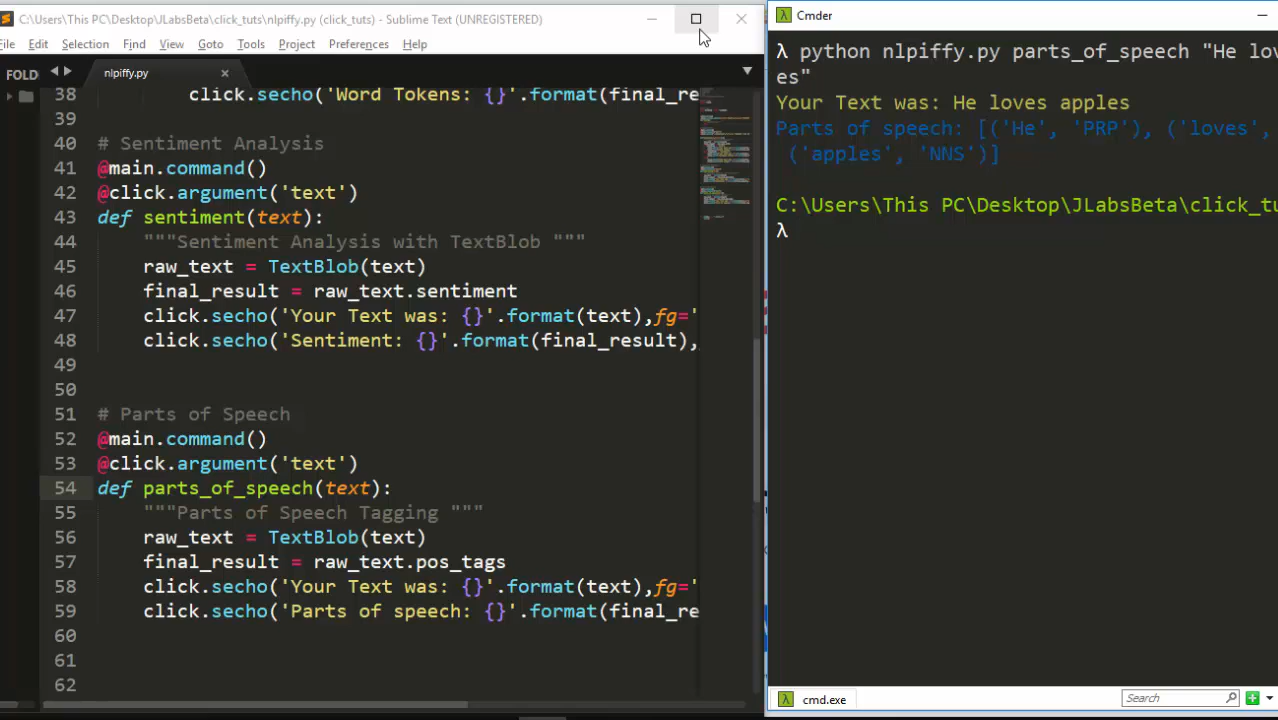 C:\Users\This PC\Desktop\JLabsBeta\click_tuts\nlpiffy.py (click_tuts) - Sublime Text (UNREGISTERED)
File Edit Selection Find View Goto Tools Project Preferences Help
FOLD
nlpiffy.py
38 click.secho('Word Tokens: {}'.format(final_re
39
40 # Sentiment Analysis
41 @main.command()
42 @click.argument('text')
43 def sentiment(text):
44 """Sentiment Analysis with TextBlob """
45 raw_text = TextBlob(text)
46 final_result = raw_text.sentiment
47 click.secho('Your Text was: {}'.format(text),fg='
48 click.secho('Sentiment: {}'.format(final_result),
49
50
51 # Parts of Speech
52 @main.command()
53 @click.argument('text')
54 def parts_of_speech(text):
55 """Parts of Speech Tagging """
56 raw_text = TextBlob(text)
57 final_result = raw_text.pos_tags
58 click.secho('Your Text was: {}'.format(text),fg='
59 click.secho('Parts of speech: {}'.format(final_re
60
61
62
λ Cmder
λ python nlpiffy.py parts_of_speech "He lov
es"
Your Text was: He loves apples
Parts of speech: [('He', 'PRP'), ('loves',
('apples', 'NNS')]
C:\Users\This PC\Desktop\JLabsBeta\click_tu
λ
λ cmd.exe
Search